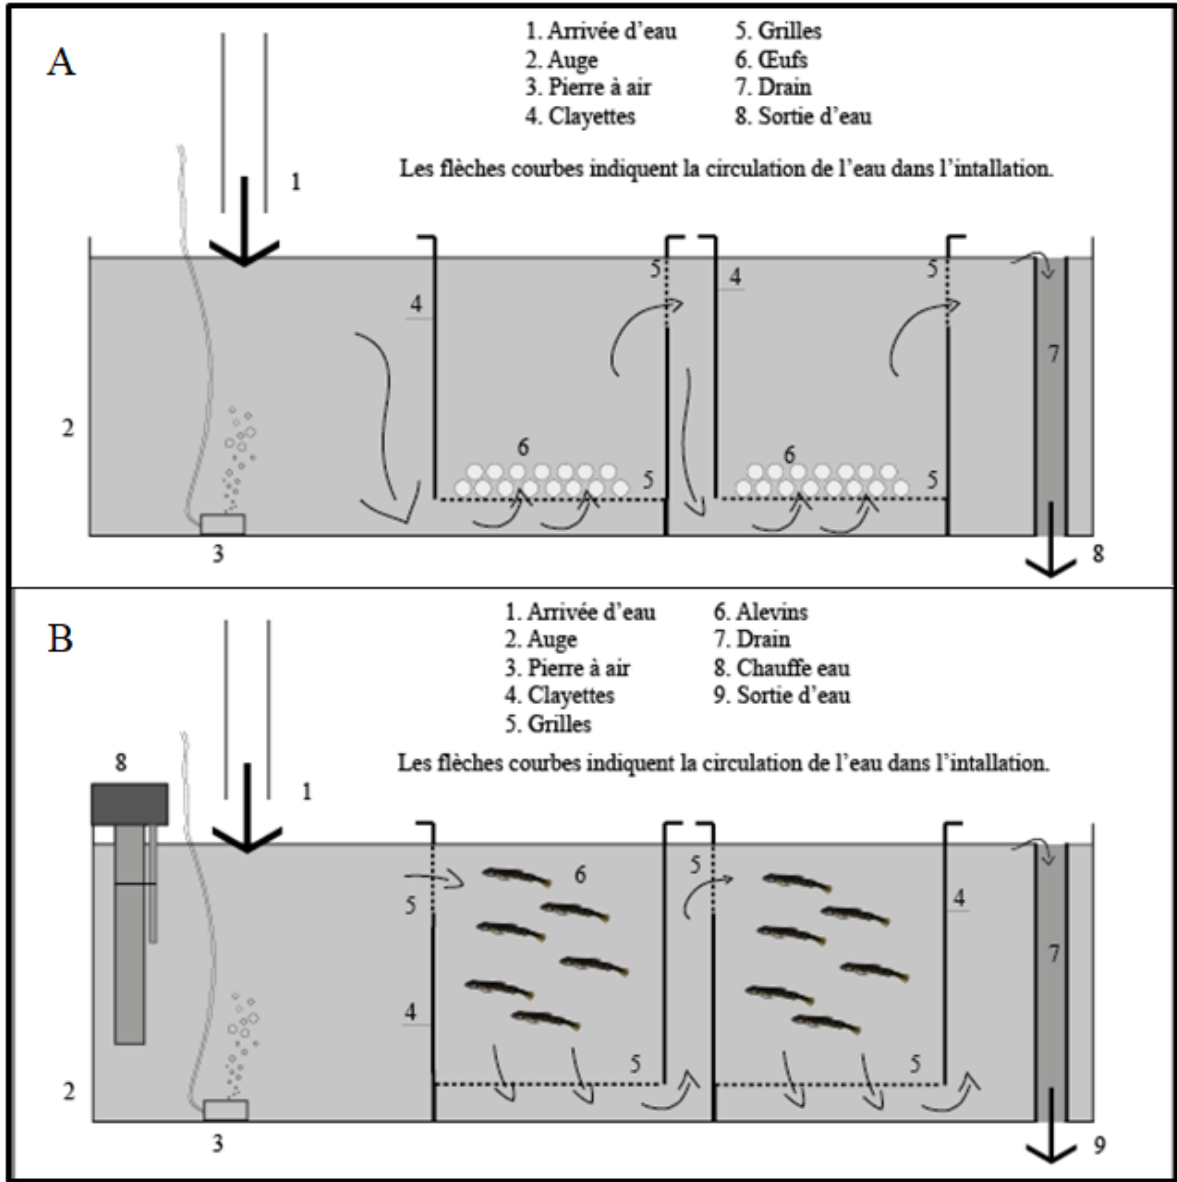 A
1. Arrivée d'eau
2. Auge
3. Pierre à air
4. Clayettes
5. Grilles
6. Œufs
7. Drain
8. Sortie d'eau
Les flèches courbes indiquent la circulation de l'eau dans l'intallation.
1
5
5
4
4
7
2
6
6
5
5
3
8
B
1. Arrivée d'eau
2. Auge
3. Pierre à air
4. Clayettes
5. Grilles
6. Alevins
7. Drain
8. Chauffe eau
9. Sortie d'eau
Les flèches courbes indiquent la circulation de l'eau dans l'intallation.
8
1
5
6
5
4
7
4
5
5
2
3
9